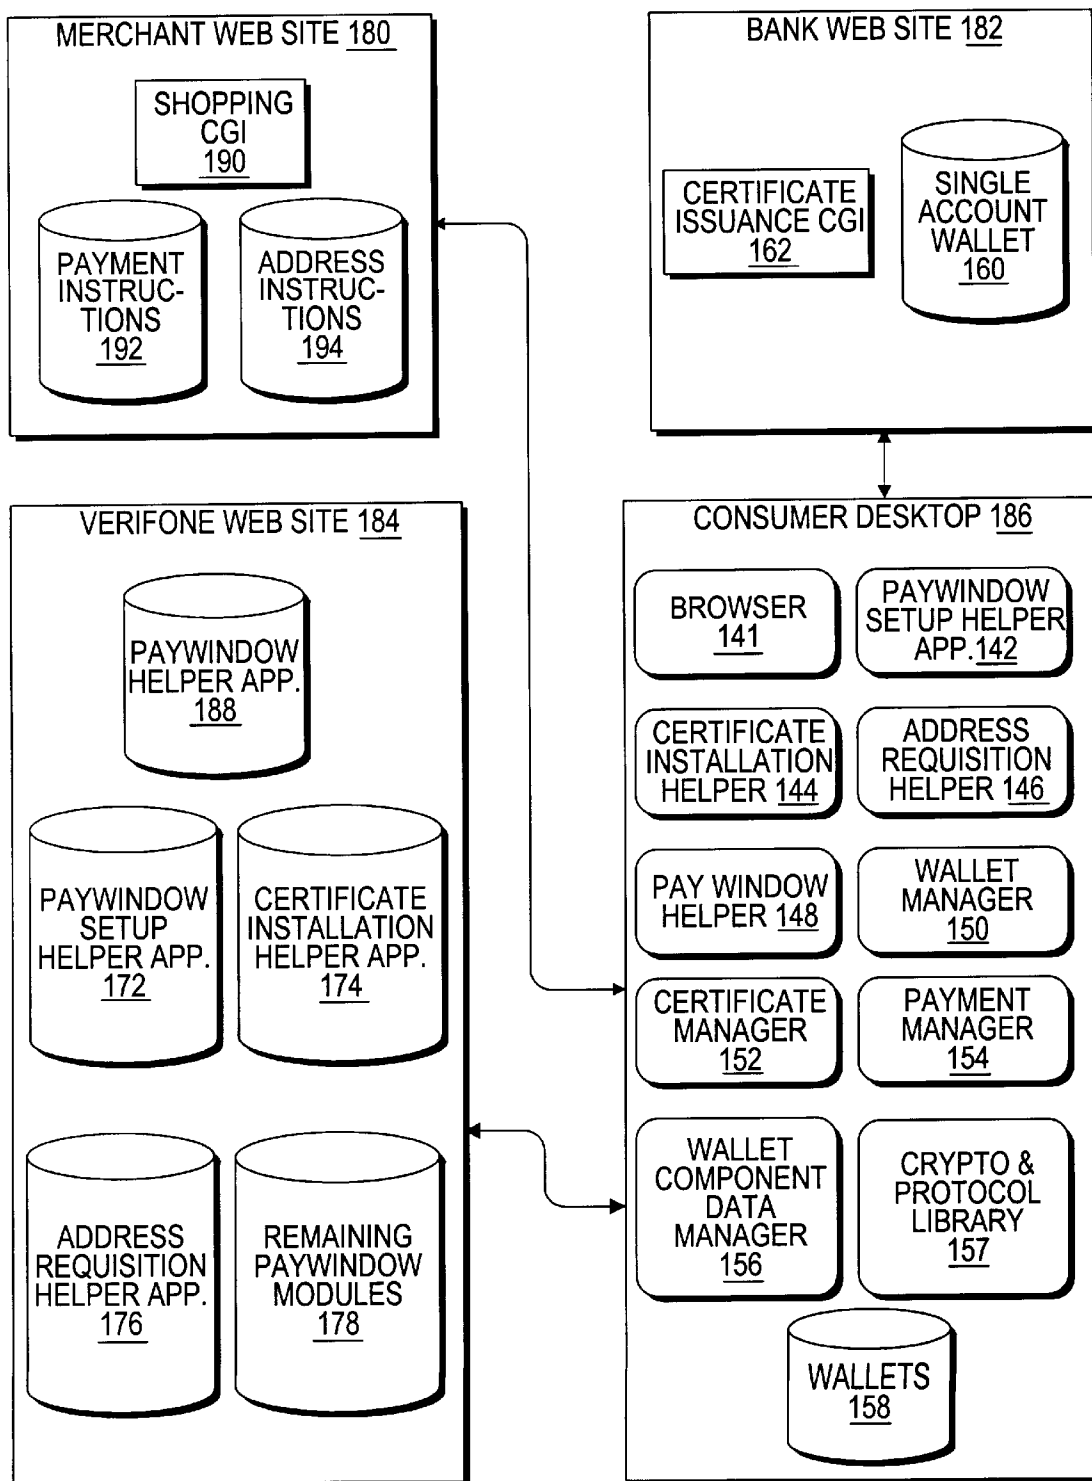 MERCHANT WEB SITE 180
SHOPPING
CGI
190
PAYMENT
INSTRUC-
TIONS
192
ADDRESS
INSTRUC-
TIONS
194
BANK WEB SITE 182
CERTIFICATE
ISSUANCE CGI
162
SINGLE
ACCOUNT
WALLET
160
VERIFONE WEB SITE 184
PAYWINDOW
HELPER APP.
188
PAYWINDOW
SETUP
HELPER APP.
172
CERTIFICATE
INSTALLATION
HELPER APP.
174
ADDRESS
REQUISITION
HELPER APP.
176
REMAINING
PAYWINDOW
MODULES
178
CONSUMER DESKTOP 186
BROWSER
141
PAYWINDOW
SETUP HELPER
APP.142
CERTIFICATE
INSTALLATION
HELPER 144
ADDRESS
REQUISITION
HELPER 146
PAY WINDOW
HELPER 148
WALLET
MANAGER
150
CERTIFICATE
MANAGER
152
PAYMENT
MANAGER
154
WALLET
COMPONENT
DATA
MANAGER
156
CRYPTO &
PROTOCOL
LIBRARY
157
WALLETS
158